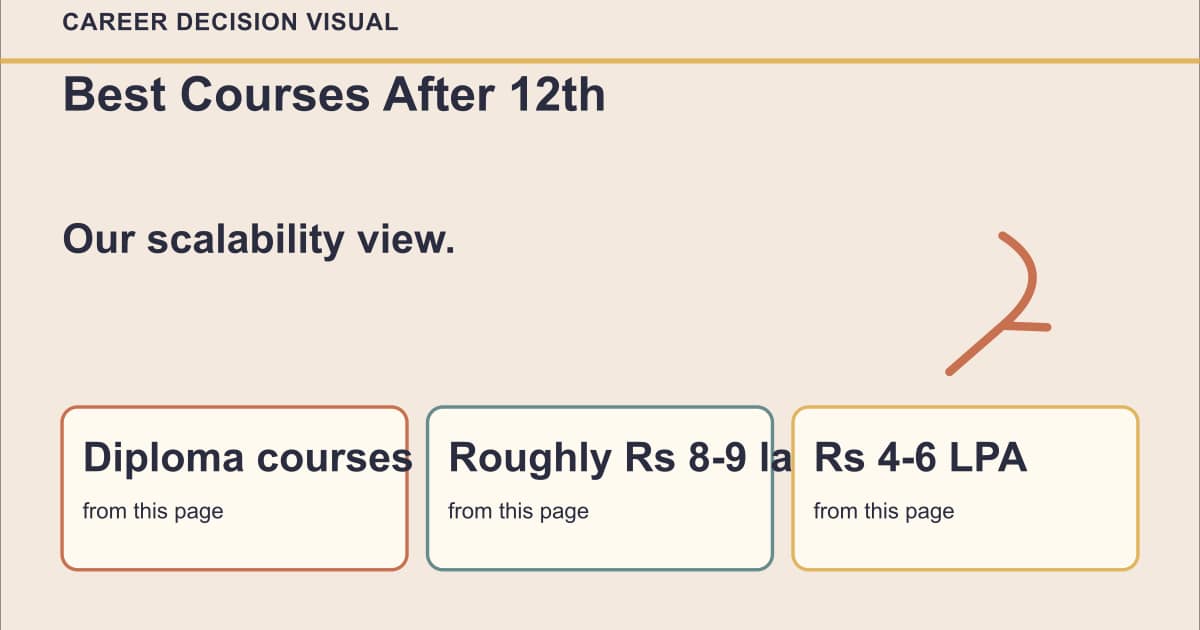 CAREER DECISION VISUAL
Best Courses After 12th
Our scalability view.
Diploma courses
from this page
Roughly Rs 8-9 la
from this page
Rs 4-6 LPA
from this page